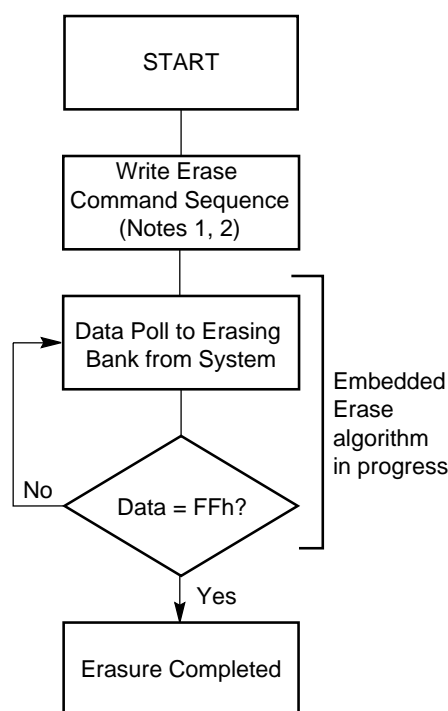 START
Write Erase
Command Sequence
(Notes 1, 2)
Data Poll to Erasing
Bank from System
Embedded
Erase
algorithm
in progress
No
Data = FFh?
Yes
Erasure Completed